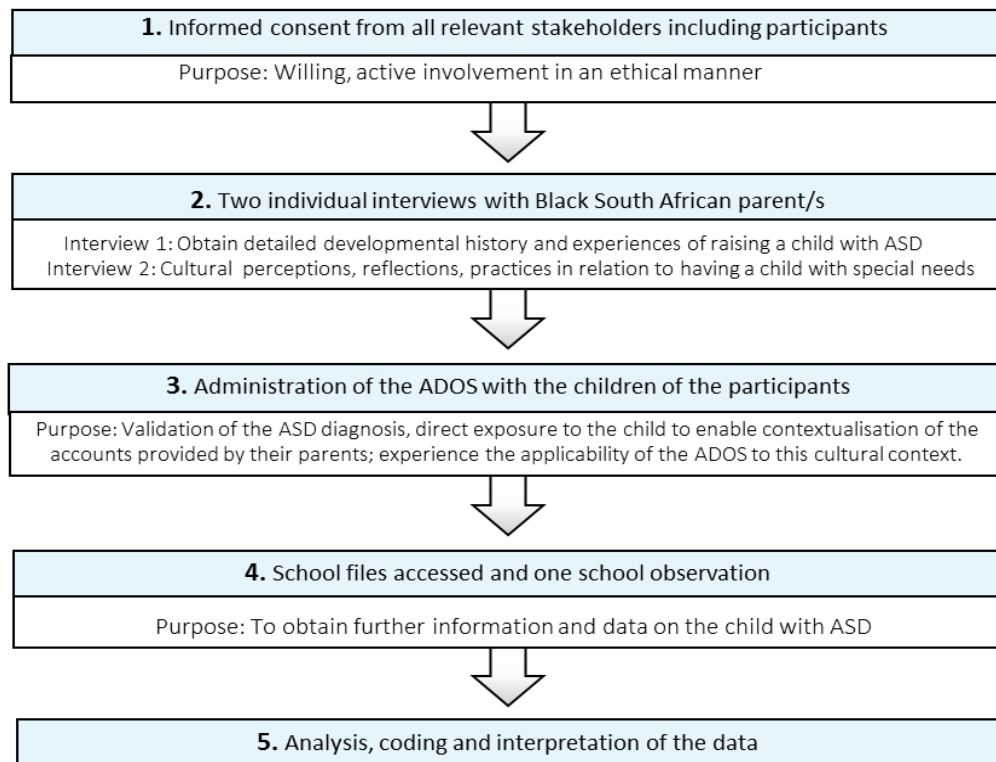 1. Informed consent from all relevant stakeholders including participants
Purpose: Willing, active involvement in an ethical manner
2. Two individual interviews with Black South African parent/s
Interview 1: Obtain detailed developmental history and experiences of raising a child with ASD
Interview 2: Cultural perceptions, reflections, practices in relation to having a child with special needs
3. Administration of the ADOS with the children of the participants
Purpose: Validation of the ASD diagnosis, direct exposure to the child to enable contextualisation of the
accounts provided by their parents; experience the applicability of the ADOS to this cultural context.
4. School files accessed and one school observation
Purpose: To obtain further information and data on the child with ASD
5. Analysis, coding and interpretation of the data